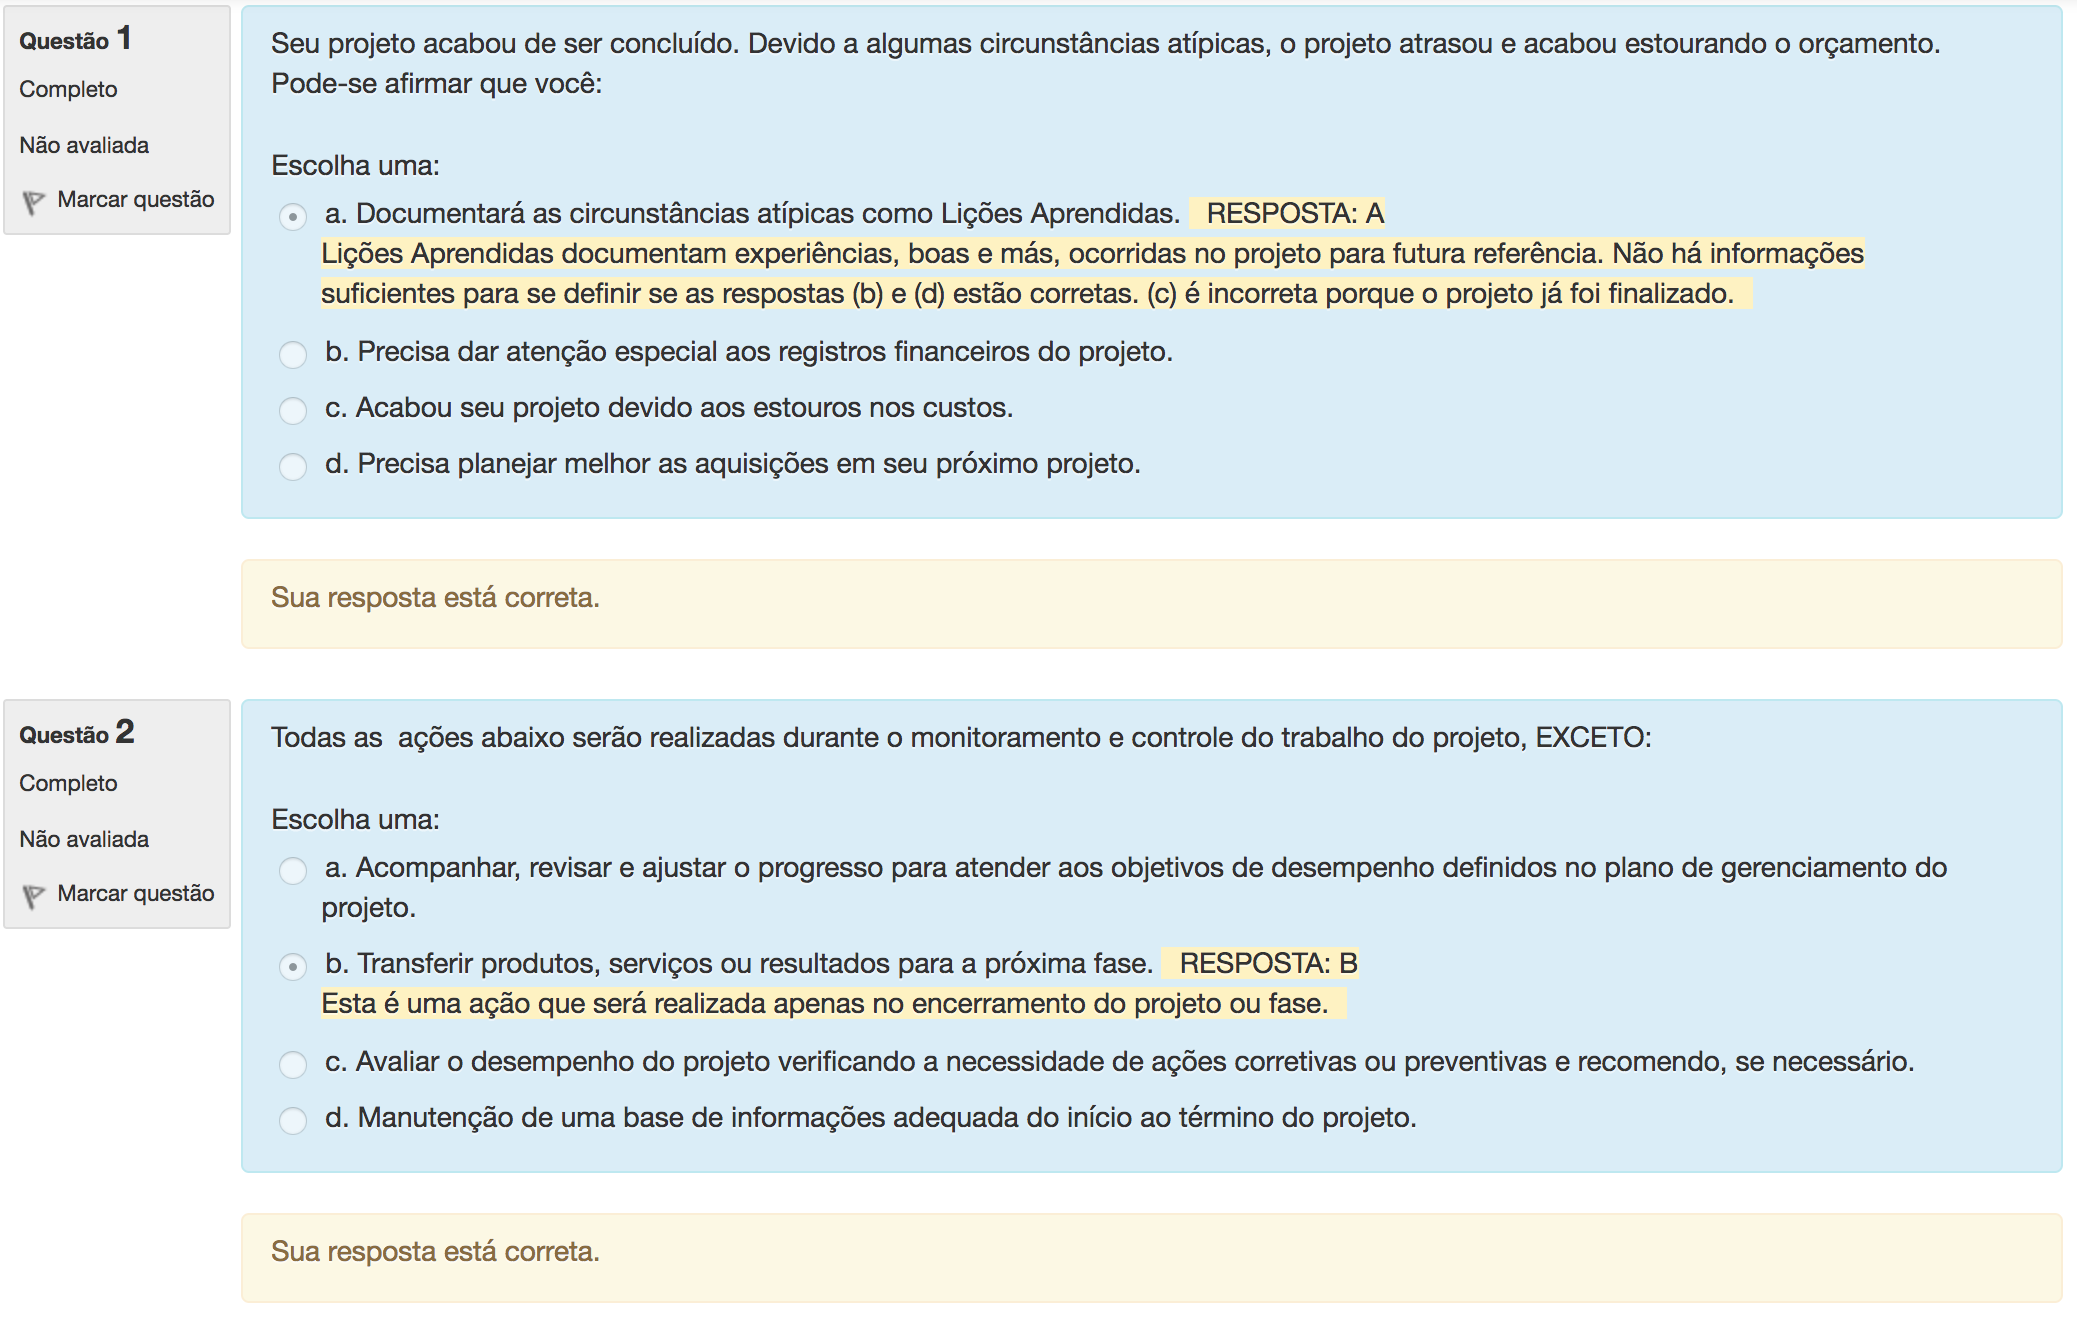 Questão 1
Completo
Não avaliada
Marcar questão
Seu projeto acabou de ser concluído. Devido a algumas circunstâncias atípicas, o projeto atrasou e acabou estourando o orçamento.
Pode-se afirmar que você:
Escolha uma:
a. Documentará as circunstâncias atípicas como Lições Aprendidas. RESPOSTA: A
Lições Aprendidas documentam experiências, boas e más, ocorridas no projeto para futura referência. Não há informações
suficientes para se definir se as respostas (b) e (d) estão corretas. (c) é incorreta porque o projeto já foi finalizado.
b. Precisa dar atenção especial aos registros financeiros do projeto.
c. Acabou seu projeto devido aos estouros nos custos.
d. Precisa planejar melhor as aquisições em seu próximo projeto.
Sua resposta está correta.
Questão 2
Completo
Não avaliada
Marcar questão
Todas as  ações abaixo serão realizadas durante o monitoramento e controle do trabalho do projeto, EXCETO:
Escolha uma:
a. Acompanhar, revisar e ajustar o progresso para atender aos objetivos de desempenho definidos no plano de gerenciamento do
projeto.
b. Transferir produtos, serviços ou resultados para a próxima fase. RESPOSTA: B
Esta é uma ação que será realizada apenas no encerramento do projeto ou fase.
c. Avaliar o desempenho do projeto verificando a necessidade de ações corretivas ou preventivas e recomendo, se necessário.
d. Manutenção de uma base de informações adequada do início ao término do projeto.
Sua resposta está correta.